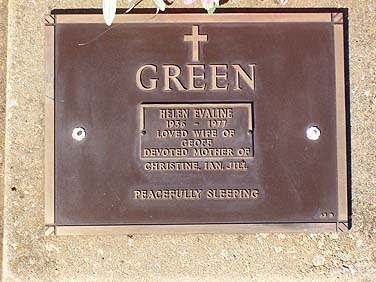 GREEN
HELEN EVALINE
1936 - 1977
LOVED WIFE OF
GEOFF
DEVOTED MOTHER OF
CHRISTINE, IAN, JILL
PEACEFULLY SLEEPING